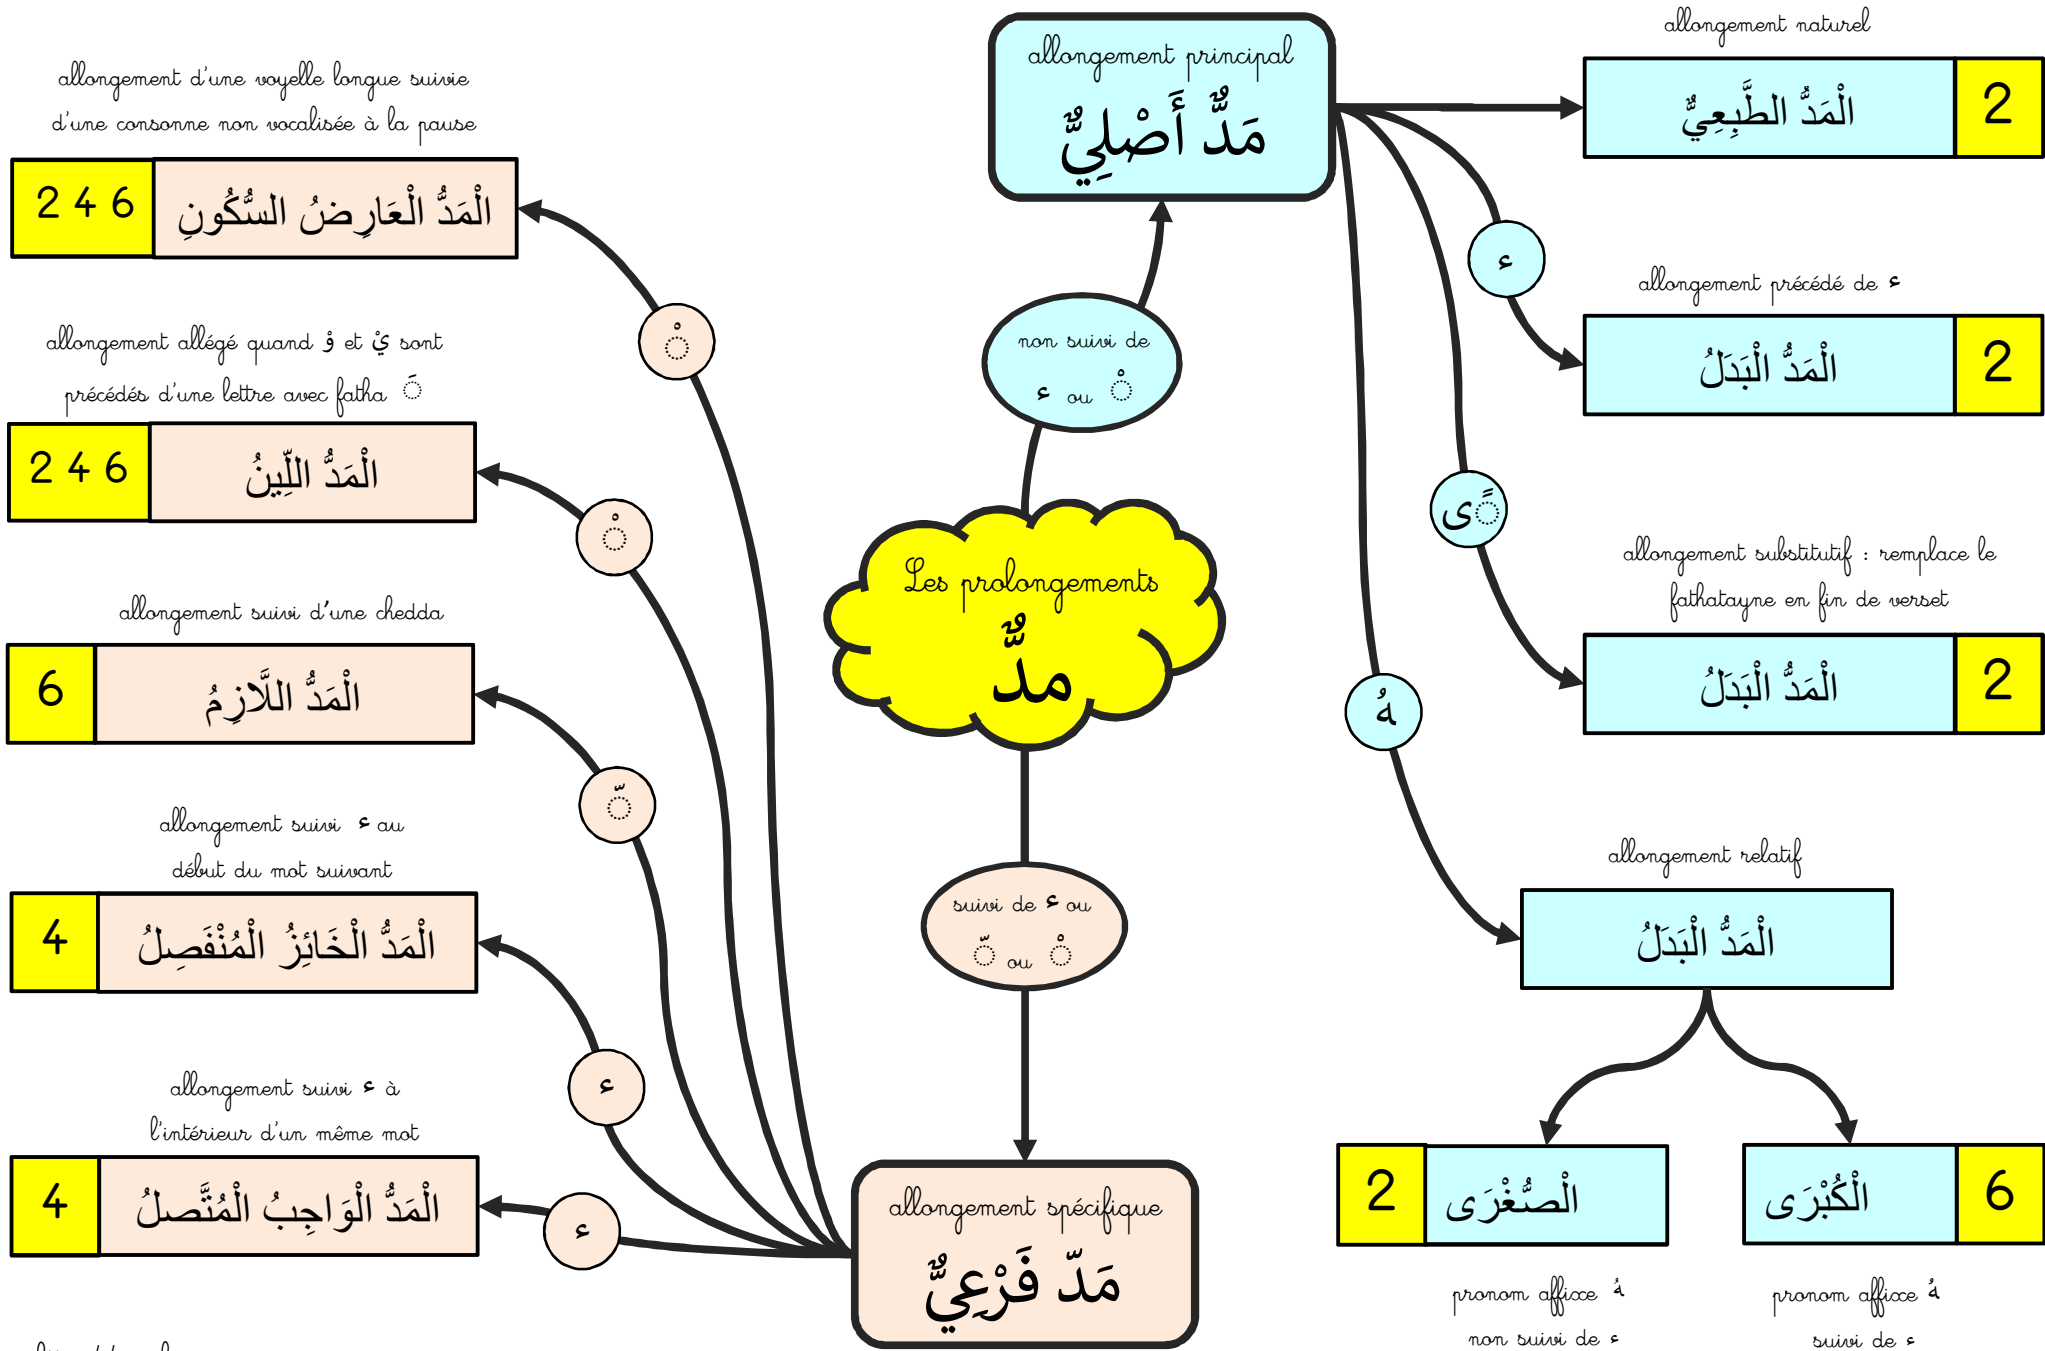 Les prolongements
مدٌّ
non suivi de
ء ou ْ
allongement principal
مَدٌّ أَصْلِيٌّ
allongement naturel
الْمَدُّ الطَّبِعِيٌّ
2
ء
allongement précédé de ء
الْمَدُّ الْبَدَلُ
2
ىً
allongement substitutif : remplace le
fathatayne en fin de verset
الْمَدُّ الْبَدَلُ
2
هُ
allongement relatif
الْمَدُّ الْبَدَلُ
2
الْصُّغْرَى
pronom affixe هُ
non suivi de ء
الْكُبْرَى
6
pronom affixe هُ
suivi de ء
suivi de ء ou
ّ ou ْ
allongement spécifique
مَدّ فَرْعِيٌّ
allongement d'une voyelle longue suivie
d'une consonne non vocalisée à la pause
2 4 6
الْمَدُّ الْعَارِضُ السُّكُونِ
ْ
allongement allégé quand وْ et يْ sont
précédés d'une lettre avec fatha َ
2 4 6
الْمَدُّ اللِّينُ
ْ
allongement suivi d'une chedda
6
الْمَدُّ اللَّازِمُ
ّ
allongement suivi ء au
début du mot suivant
4
الْمَدُّ الْخَائِزُ الْمُنْفَصِلُ
ء
allongement suivi ء à
l'intérieur d'un même mot
4
الْمَدُّ الْوَاجِبُ الْمُتَّصلُ
ء